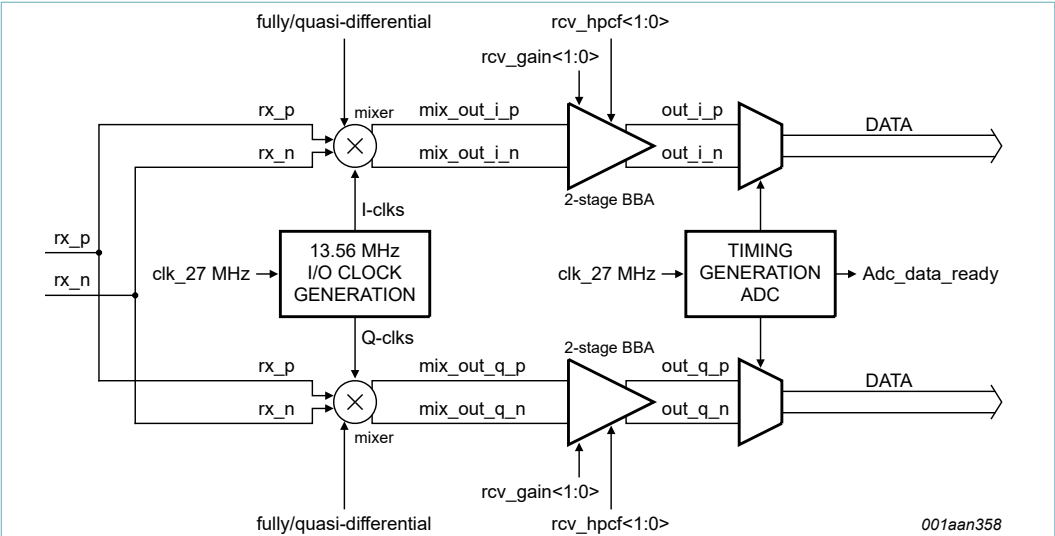 fully/quasi-differential
rcv_hpcf<1:0>
rcv_gain<1:0>
rx_p
mixer
mix_out_i_p
out_i_p
DATA
rx_n
mix_out_i_n
out_i_n
2-stage BBA
I-clks
rx_p
clk_27 MHz
13.56 MHz
I/O CLOCK
GENERATION
clk_27 MHz
TIMING
GENERATION
ADC
Adc_data_ready
rx_n
Q-clks
2-stage BBA
rx_p
mix_out_q_p
out_q_p
DATA
rx_n
mix_out_q_n
out_q_n
mixer
rcv_gain<1:0>
fully/quasi-differential
rcv_hpcf<1:0>
001aan358